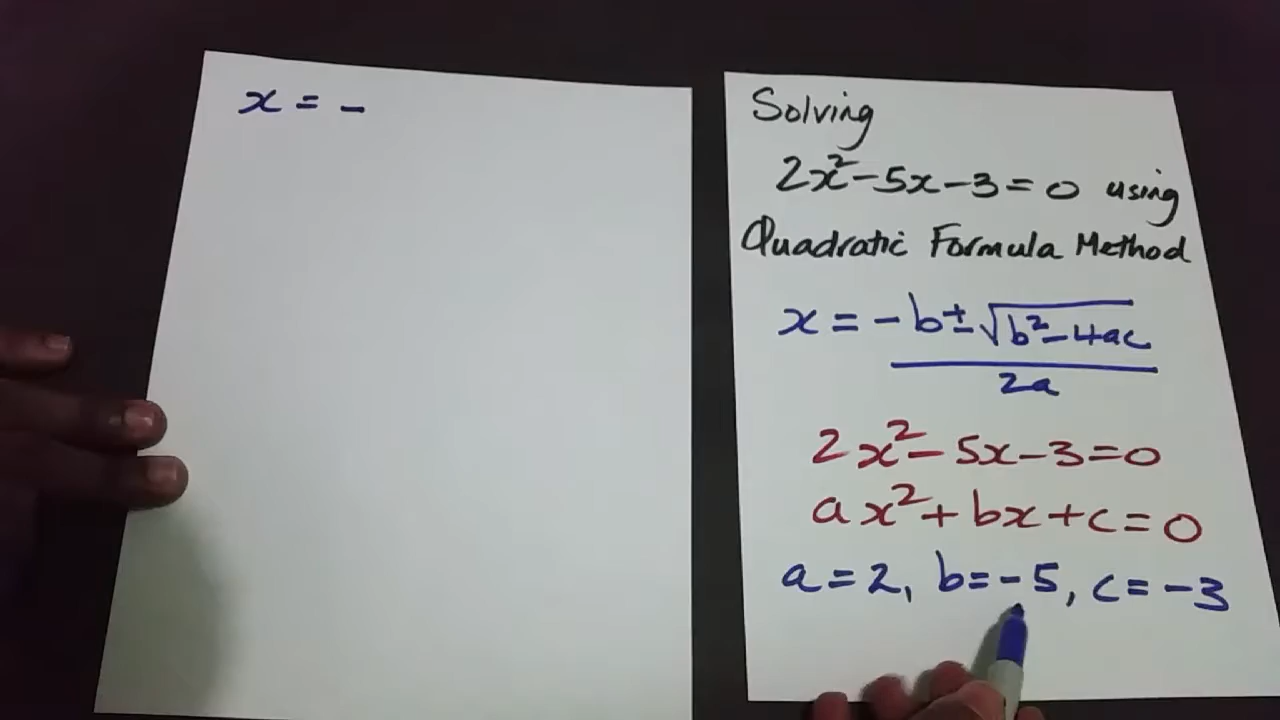 x = -
Solving
2x² - 5x - 3 = 0 using
Quadratic Formula Method
x = -b ± √b² - 4ac
2a
2x² - 5x - 3 = 0
ax² + bx + c = 0
a = 2, b = -5, c = -3